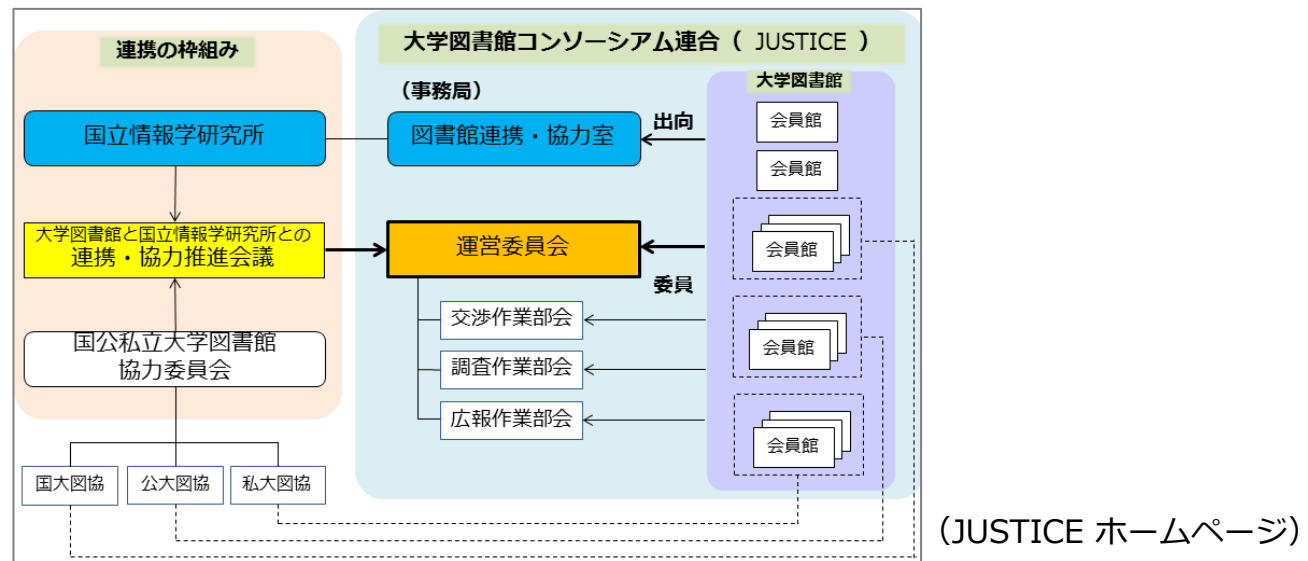 連携の枠組み
国立情報学研究所
大学図書館と国立情報学研究所との
連携・協力推進会議
国公私立大学図書館
協力委員会
国大図協
公大図協
私大図協
大学図書館コンソーシアム連合（ JUSTICE ）
（事務局）
図書館連携・協力室
出向
運営委員会
委員
交渉作業部会
調査作業部会
広報作業部会
大学図書館
会員館
会員館
会員館
会員館
会員館
（JUSTICE ホームページ）